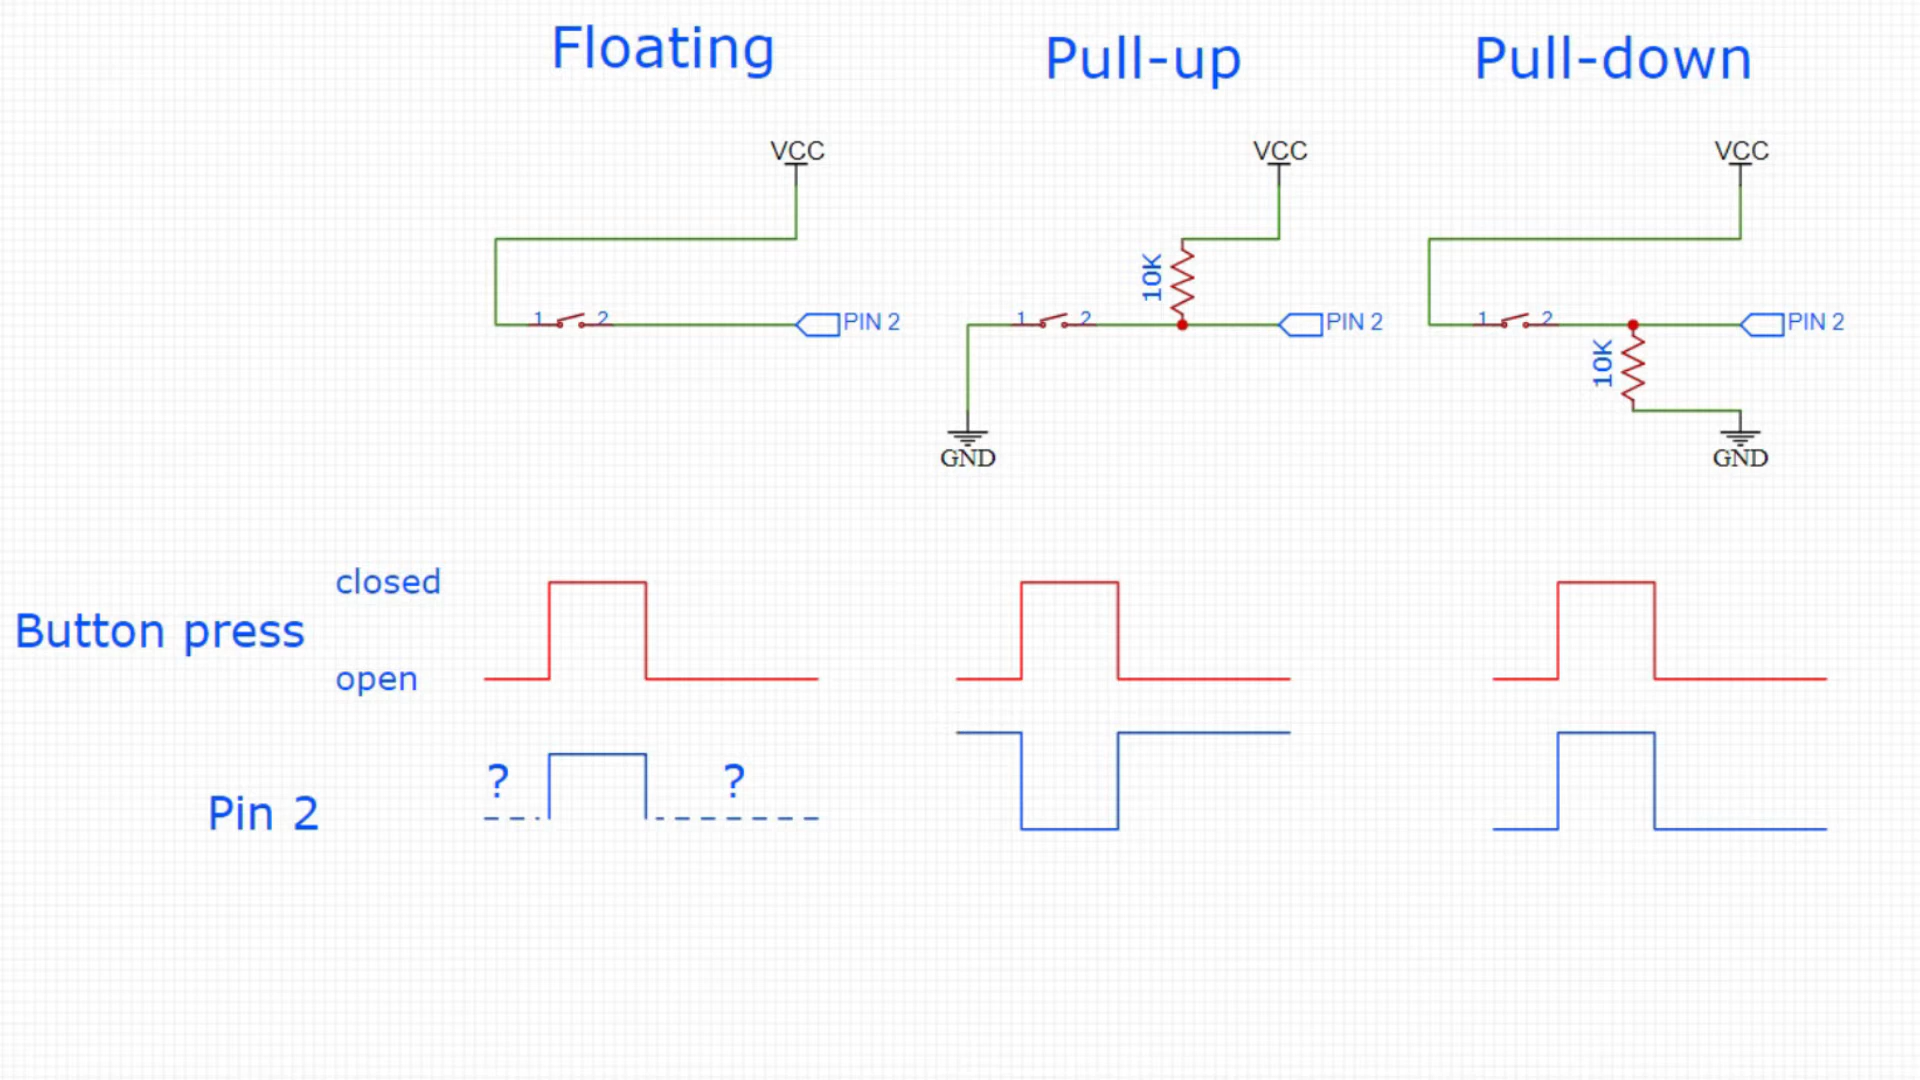 Floating
Pull-up
Pull-down
VCC
VCC
VCC
10K
1 2
PIN 2
1 2
PIN 2
1 2
PIN 2
10K
GND
GND
closed
Button press
open
? ?
Pin 2